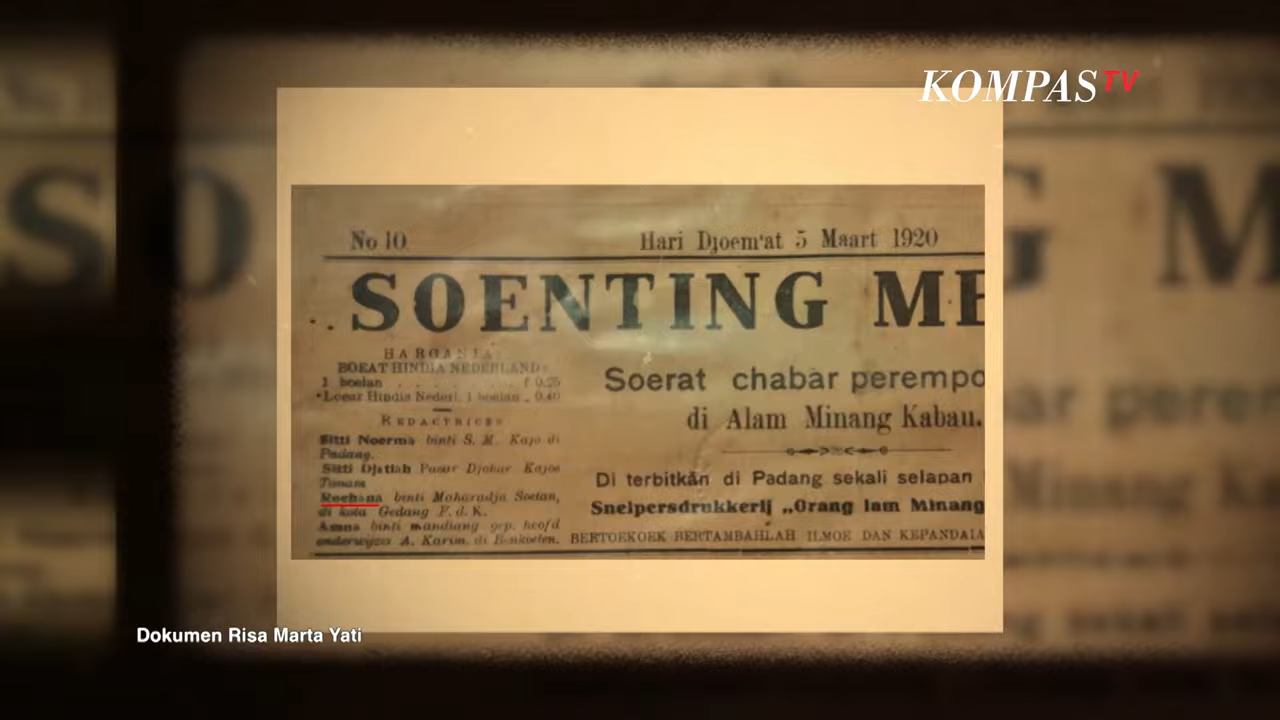 KOMPAS TV
No 10.
Hari Djoem'at 5 Maart 1920
SOENTING ME
HARGANJA:
BOEAT HINDIA NEDERLAND:
1 boelan . . . . . . . . f 0.25
Loear Hindia Nederl. 1 boelan „ 0.40
REDACTRICES
Sitti Noerma binti S. M. Kajo di
Padang.
Sitti Djatiah Pasar Djohar Kajoe
Tanam
Roehana binti Maharadja Soetan,
di kota Gedang F. d. K.
Amna binti mandiang gep. hoofd
onderwijzer A. Karim. di Benkoelen.
Soerat chabar perempo
di Alam Minang Kabau.
Di terbitkan di Padang sekali selapan
Snelpersdrukkerij „Orang lam Minang
BERTOEKOEK BERTAMBAHLAH ILMOE DAN KEPANDAIA
Dokumen Risa Marta Yati